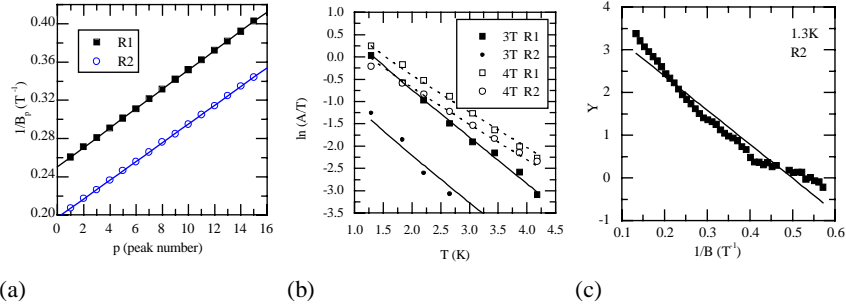 (a)
0.40
0.36
0.32
0.28
0.24
0.20
1/Bp (T-1)
R1
R2
0 2 4 6 8 10 12 14 16
p (peak number)
(b)
0.5
0.0
-0.5
-1.0
-1.5
-2.0
-2.5
-3.0
-3.5
ln (A/T)
3T R1
3T R2
4T R1
4T R2
1.0 1.5 2.0 2.5 3.0 3.5 4.0 4.5
T (K)
(c)
4
3
2
1
0
-1
Y
1.3K
R2
0.1 0.2 0.3 0.4 0.5 0.6
1/B (T-1)